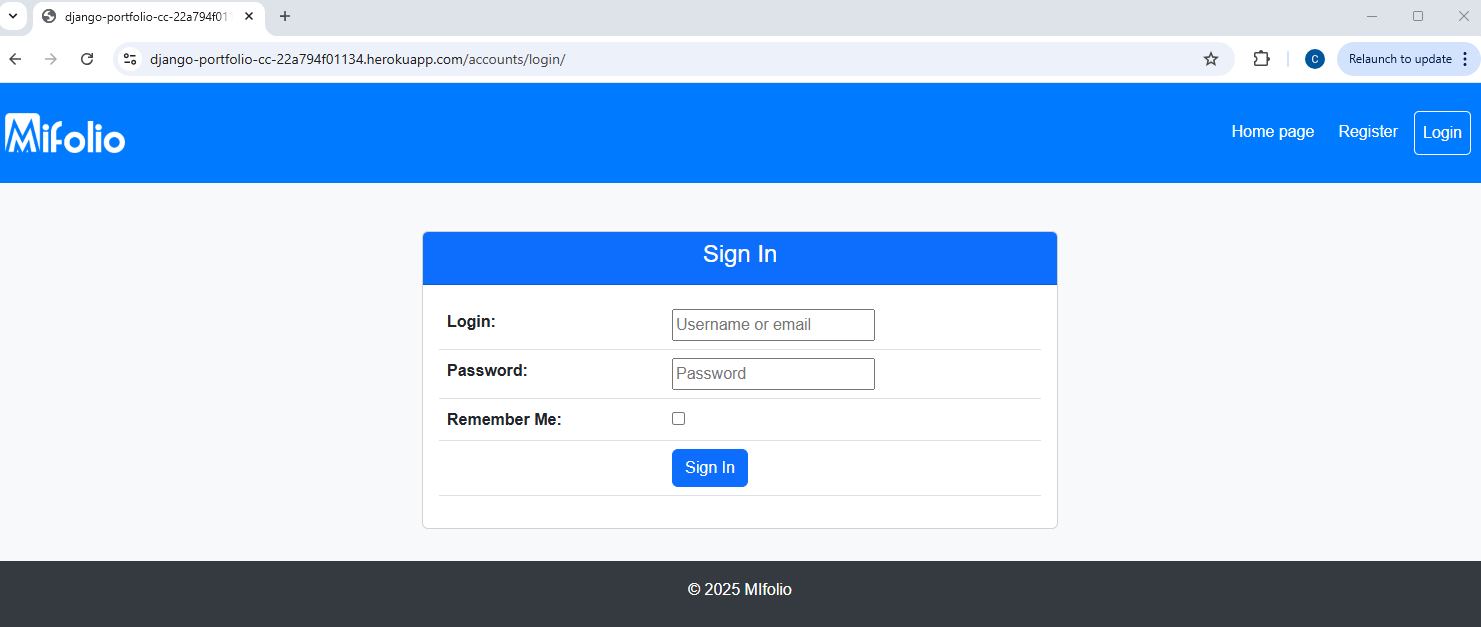 django-portfolio-cc-22a794f01
django-portfolio-cc-22a794f01134.herokuapp.com/accounts/login/
C
Relaunch to update
Mifolio
Home page
Register
Login
Sign In
Login:
Username or email
Password:
Password
Remember Me:
Sign In
© 2025 MIfolio